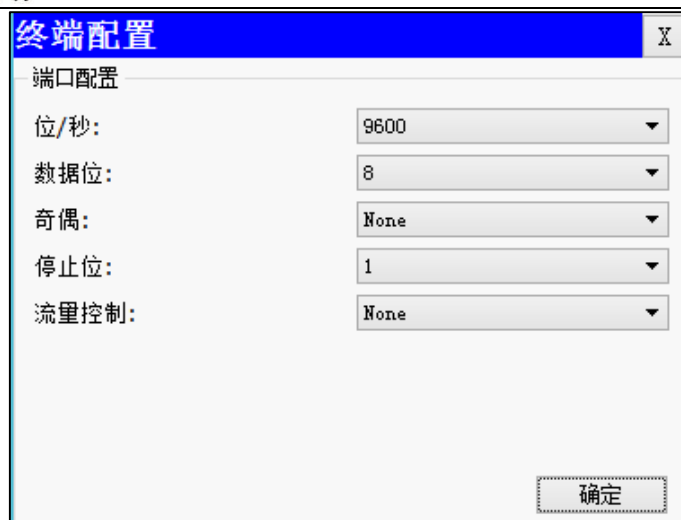 终端配置 X
端口配置
位/秒: 9600
数据位: 8
奇偶: None
停止位: 1
流量控制: None
确定